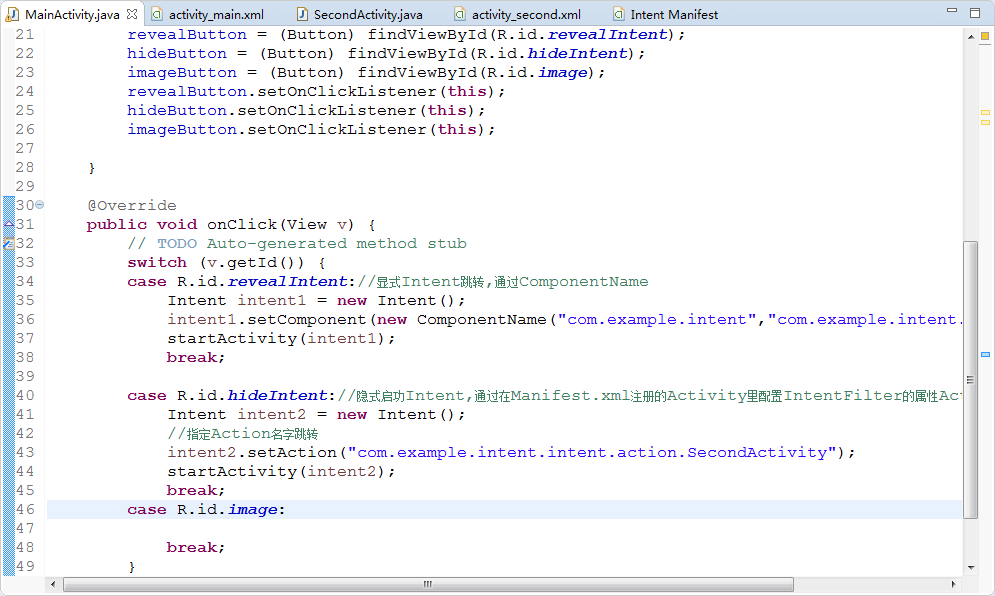 MainActivity.java
activity_main.xml
SecondActivity.java
activity_second.xml
Intent Manifest
21 revealButton = (Button) findViewById(R.id.revealIntent);
22 hideButton = (Button) findViewById(R.id.hideIntent);
23 imageButton = (Button) findViewById(R.id.image);
24 revealButton.setOnClickListener(this);
25 hideButton.setOnClickListener(this);
26 imageButton.setOnClickListener(this);
27
28 }
29
30 @Override
31 public void onClick(View v) {
32 // TODO Auto-generated method stub
33 switch (v.getId()) {
34 case R.id.revealIntent://显式Intent跳转,通过ComponentName
35 Intent intent1 = new Intent();
36 intent1.setComponent(new ComponentName("com.example.intent","com.example.intent.
37 startActivity(intent1);
38 break;
39
40 case R.id.hideIntent://隐式启功Intent,通过在Manifest.xml注册的Activity里配置IntentFilter的属性Act
41 Intent intent2 = new Intent();
42 //指定Action名字跳转
43 intent2.setAction("com.example.intent.intent.action.SecondActivity");
44 startActivity(intent2);
45 break;
46 case R.id.image:
47
48 break;
49 }